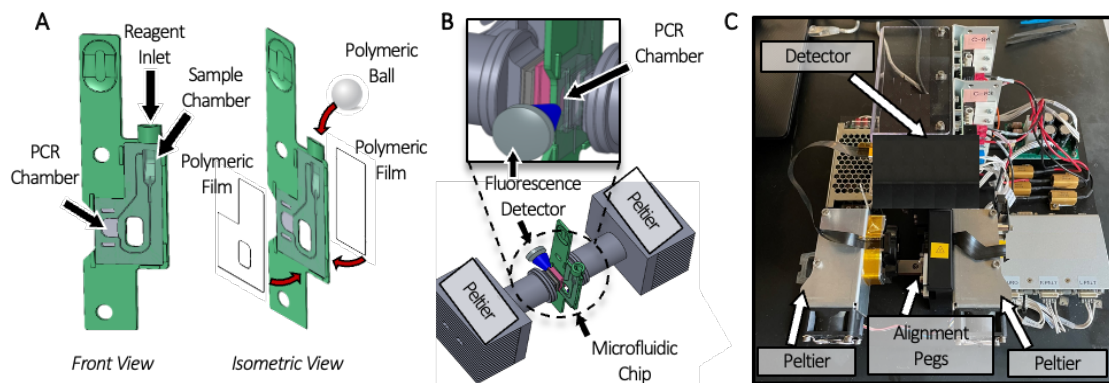 A
Reagent
Inlet
Sample
Chamber
PCR
Chamber
Front View
Polymeric
Ball
Polymeric
Film
Polymeric
Film
Isometric View
B
PCR
Chamber
Fluorescence
Detector
Peltier
Peltier
Microfluidic
Chip
C
Detector
Peltier
Alignment
Pegs
Peltier